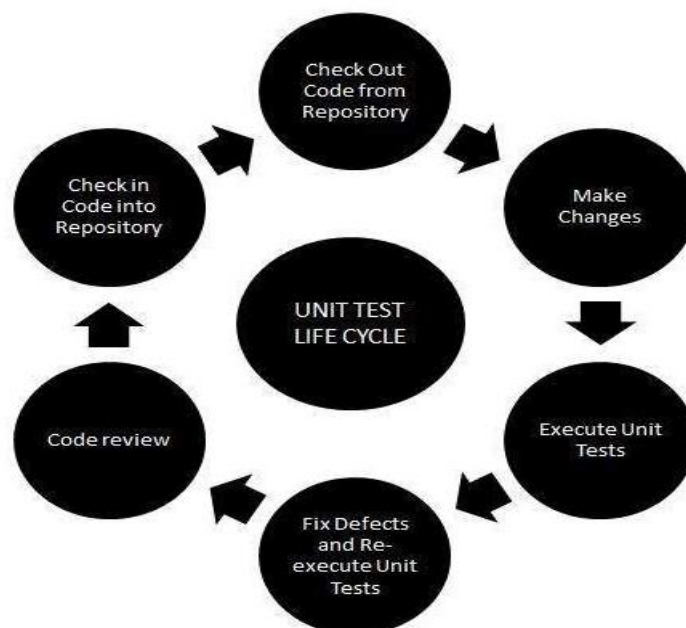 Check Out
Code from
Repository
Make
Changes
Execute Unit
Tests
Fix Defects
and Re-
execute Unit
Tests
Code review
Check in
Code into
Repository
UNIT TEST
LIFE CYCLE